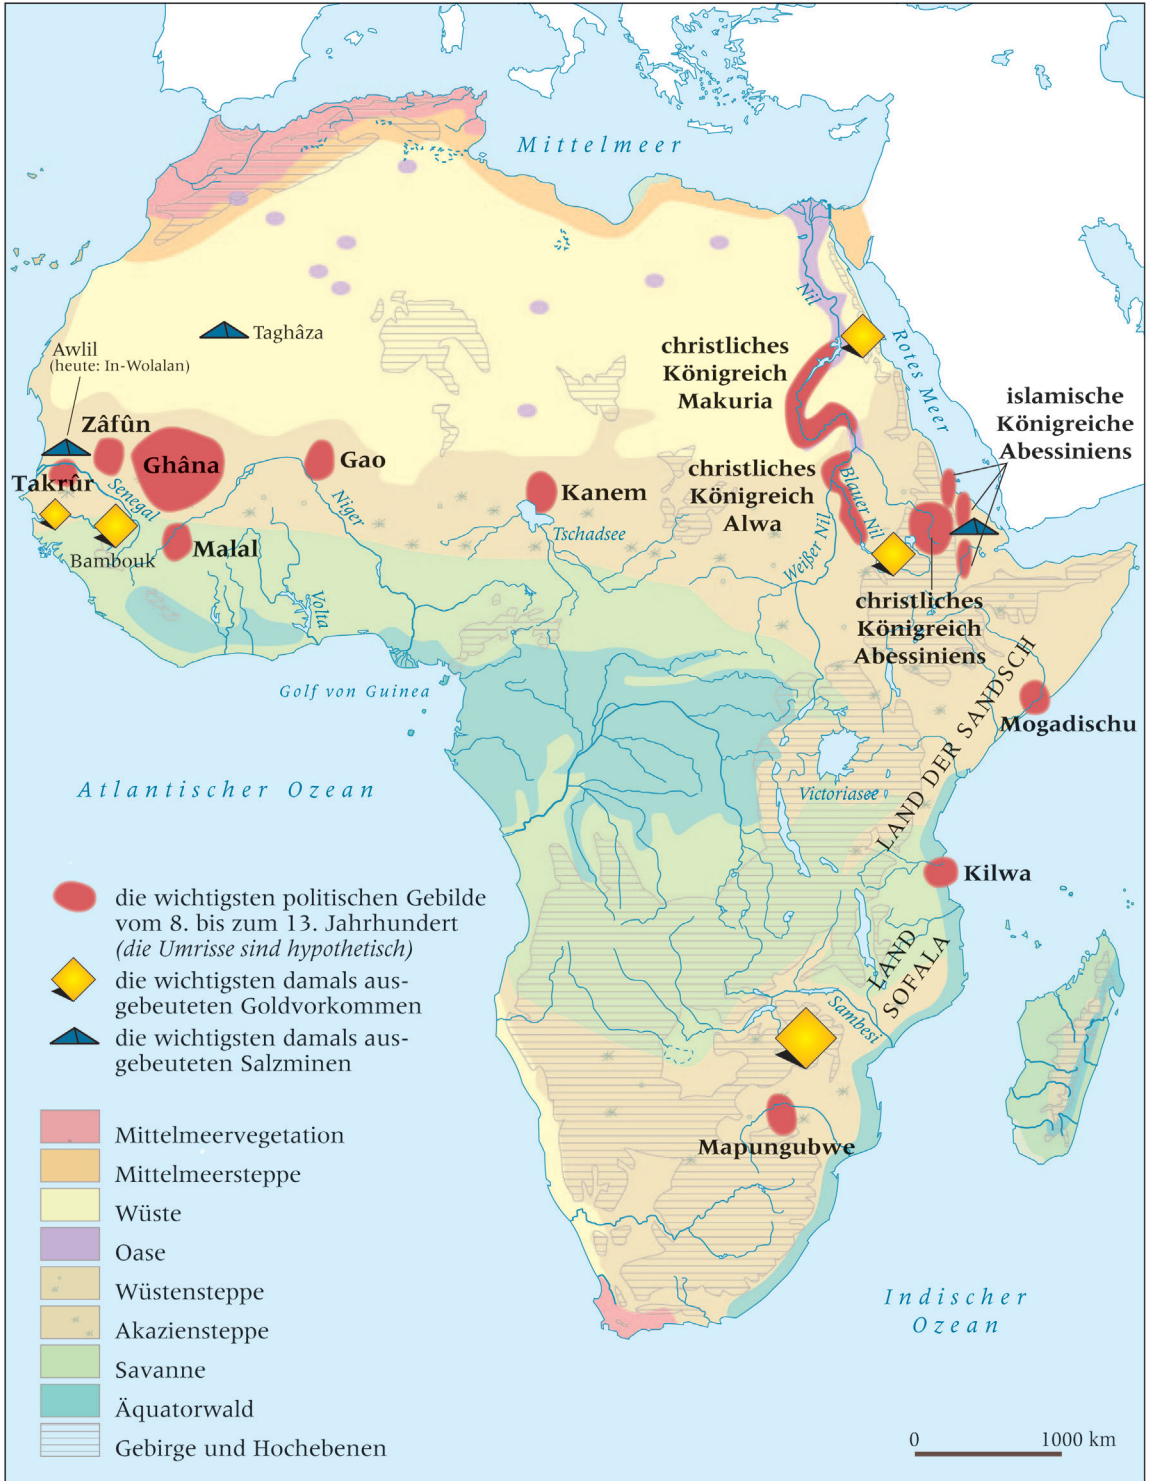 Mittelmeer
Nil
Rotes Meer
Taghâza
Awlil
(heute: In-Wolalan)
christliches
Königreich
Makuria
islamische
Königreiche
Abessiniens
Zâfûn
Ghâna
Gao
Takrûr
Senegal
Niger
Kanem
christliches
Königreich
Alwa
Blauer Nil
Weißer Nil
Tschadsee
Bambouk
Malal
Volta
christliches
Königreich
Abessiniens
Golf von Guinea
Mogadischu
LAND DER SANDSCH
Atlantischer Ozean
Victoriasee
Kilwa
LAND
SOFALA
Sambesi
Mapungubwe
Indischer
Ozean
die wichtigsten politischen Gebilde
vom 8. bis zum 13. Jahrhundert
(die Umrisse sind hypothetisch)
die wichtigsten damals aus-
gebeuteten Goldvorkommen
die wichtigsten damals aus-
gebeuteten Salzminen
Mittelmeervegetation
Mittelmeersteppe
Wüste
Oase
Wüstensteppe
Akaziensteppe
Savanne
Äquatorwald
Gebirge und Hochebenen
0 1000 km